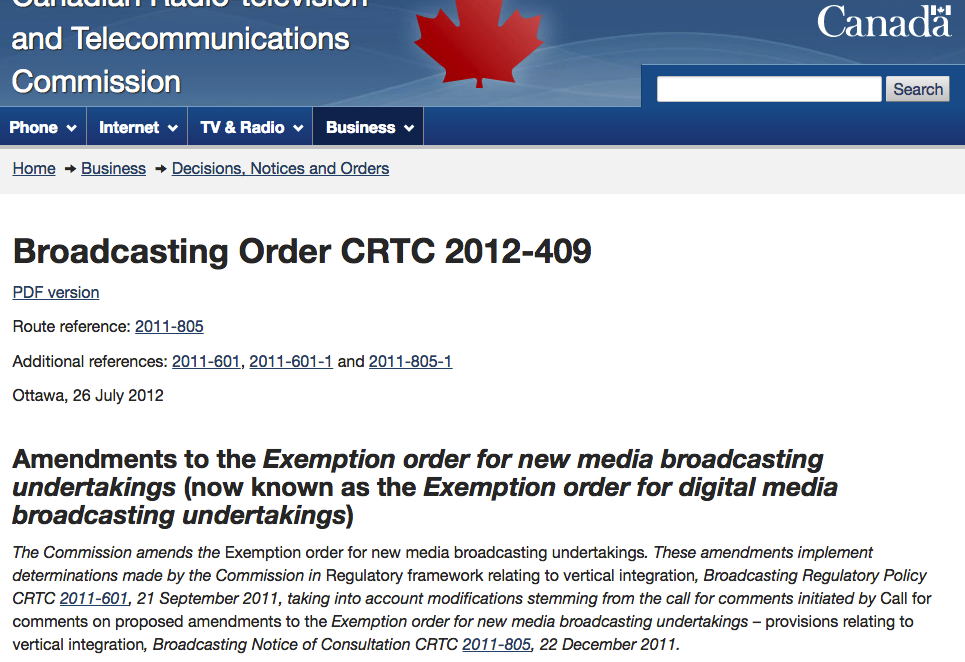 Canadian Radio-television
and Telecommunications
Commission
Canada
Search
Phone Internet TV & Radio Business
Home → Business → Decisions, Notices and Orders
Broadcasting Order CRTC 2012-409
PDF version
Route reference: 2011-805
Additional references: 2011-601, 2011-601-1 and 2011-805-1
Ottawa, 26 July 2012
Amendments to the Exemption order for new media broadcasting
undertakings (now known as the Exemption order for digital media
broadcasting undertakings)
The Commission amends the Exemption order for new media broadcasting undertakings. These amendments implement
determinations made by the Commission in Regulatory framework relating to vertical integration, Broadcasting Regulatory Policy
CRTC 2011-601, 21 September 2011, taking into account modifications stemming from the call for comments initiated by Call for
comments on proposed amendments to the Exemption order for new media broadcasting undertakings – provisions relating to
vertical integration, Broadcasting Notice of Consultation CRTC 2011-805, 22 December 2011.